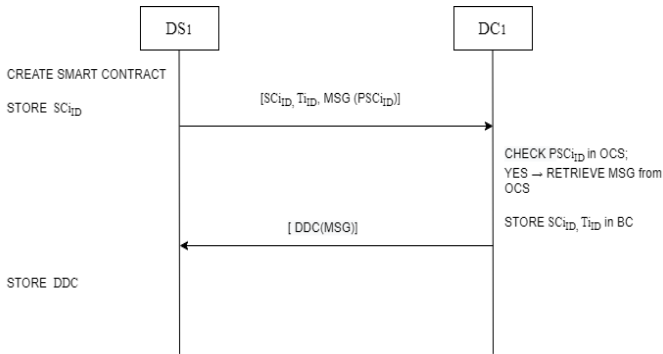 DS1
DC1
CREATE SMART CONTRACT
STORE SCiID
[SCiID, TiID, MSG (PSCiID)]
CHECK PSCiID in OCS;
YES → RETRIEVE MSG from
OCS
STORE SCiID, TiID in BC
[ DDC(MSG)]
STORE DDC